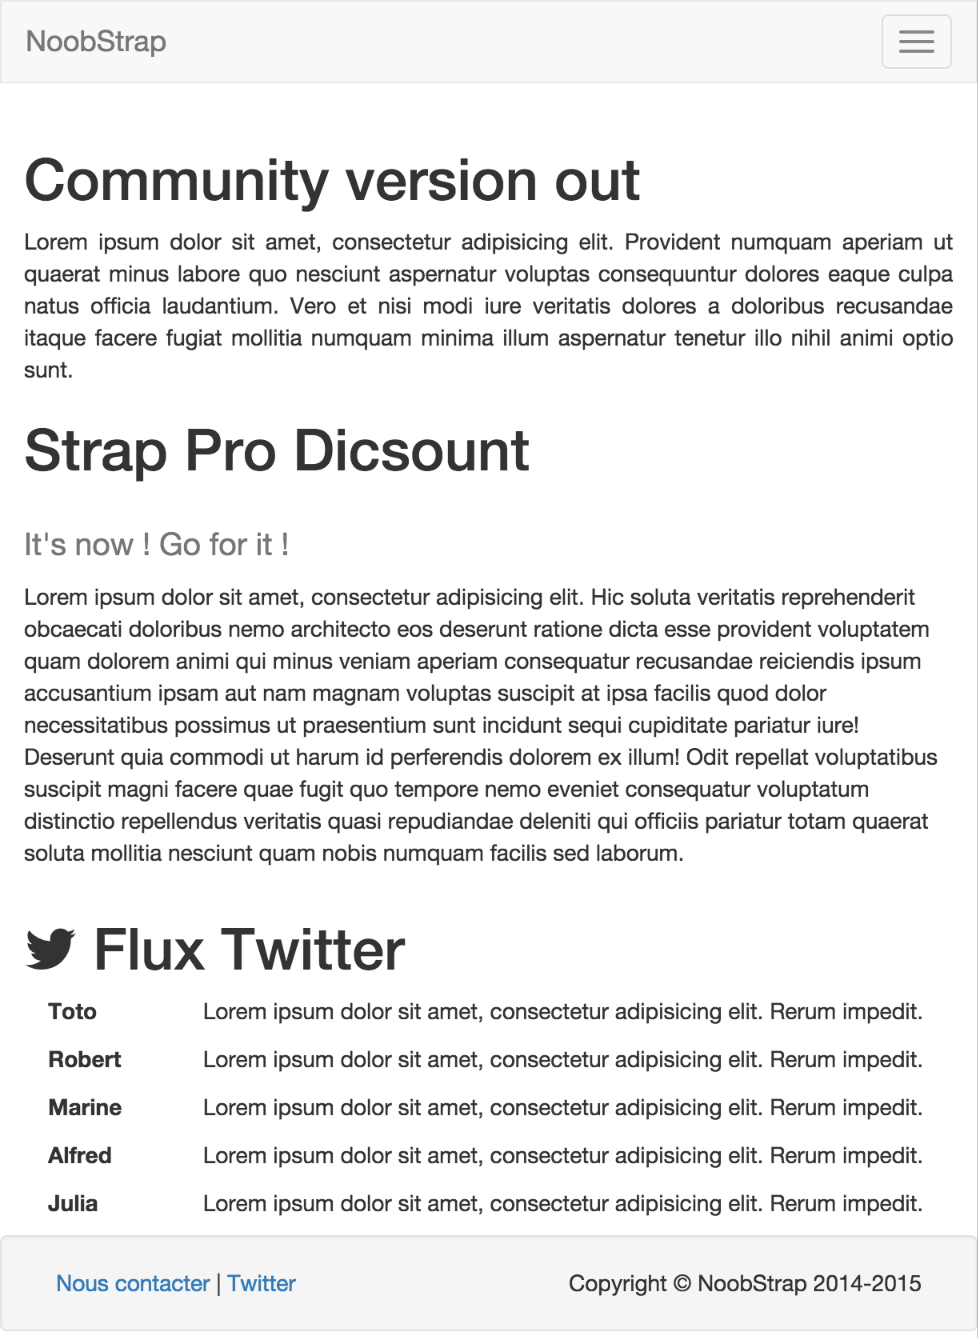 NoobStrap
Community version out
Lorem ipsum dolor sit amet, consectetur adipisicing elit. Provident numquam aperiam ut
quaerat minus labore quo nesciunt aspernatur voluptas consequuntur dolores eaque culpa
natus officia laudantium. Vero et nisi modi iure veritatis dolores a doloribus recusandae
itaque facere fugiat mollitia numquam minima illum aspernatur tenetur illo nihil animi optio
sunt.
Strap Pro Dicsount
It's now ! Go for it !
Lorem ipsum dolor sit amet, consectetur adipisicing elit. Hic soluta veritatis reprehenderit
obcaecati doloribus nemo architecto eos deserunt ratione dicta esse provident voluptatem
quam dolorem animi qui minus veniam aperiam consequatur recusandae reiciendis ipsum
accusantium ipsam aut nam magnam voluptas suscipit at ipsa facilis quod dolor
necessitatibus possimus ut praesentium sunt incidunt sequi cupiditate pariatur iure!
Deserunt quia commodi ut harum id perferendis dolorem ex illum! Odit repellat voluptatibus
suscipit magni facere quae fugit quo tempore nemo eveniet consequatur voluptatum
distinctio repellendus veritatis quasi repudiandae deleniti qui officiis pariatur totam quaerat
soluta mollitia nesciunt quam nobis numquam facilis sed laborum.
Flux Twitter
Toto Lorem ipsum dolor sit amet, consectetur adipisicing elit. Rerum impedit.
Robert Lorem ipsum dolor sit amet, consectetur adipisicing elit. Rerum impedit.
Marine Lorem ipsum dolor sit amet, consectetur adipisicing elit. Rerum impedit.
Alfred Lorem ipsum dolor sit amet, consectetur adipisicing elit. Rerum impedit.
Julia Lorem ipsum dolor sit amet, consectetur adipisicing elit. Rerum impedit.
Nous contacter | Twitter Copyright © NoobStrap 2014-2015